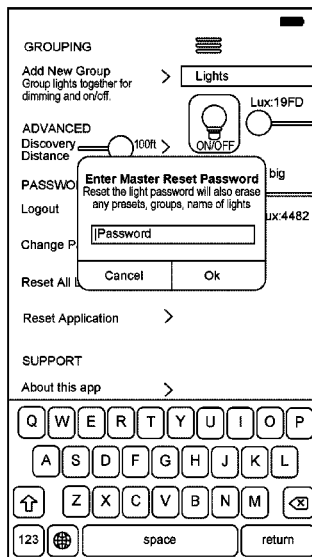 GROUPING
Add New Group
Group lights together for
dimming and on/off.
>
Lights
Lux:19FD
ON/OFF
ADVANCED
Discovery
Distance
100ft
>
big
PASSWO
Logout
ux:4482
Enter Master Reset Password
Reset the light password will also erase
any presets, groups, name of lights
|Password
Cancel
Ok
Change P
Reset All
Reset Application
>
SUPPORT
About this app
>
Q W E R T Y U I O P
A S D F G H J K L
Z X C V B N M
123
space
return